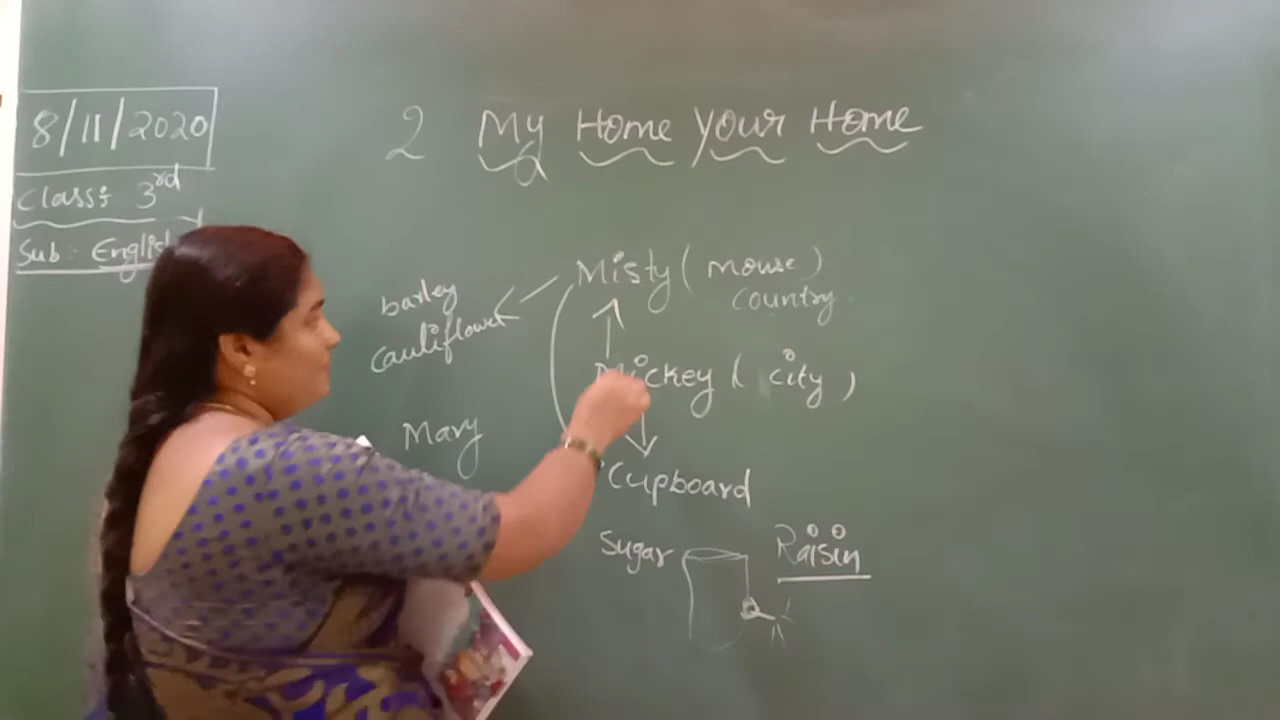 8/11/2020
Class: 3rd
Sub: English
2 My Home Your Home
Misty (mouse)
country
barley
cauliflower
Mickey (city)
Mary
Cupboard
Sugar
Raisin